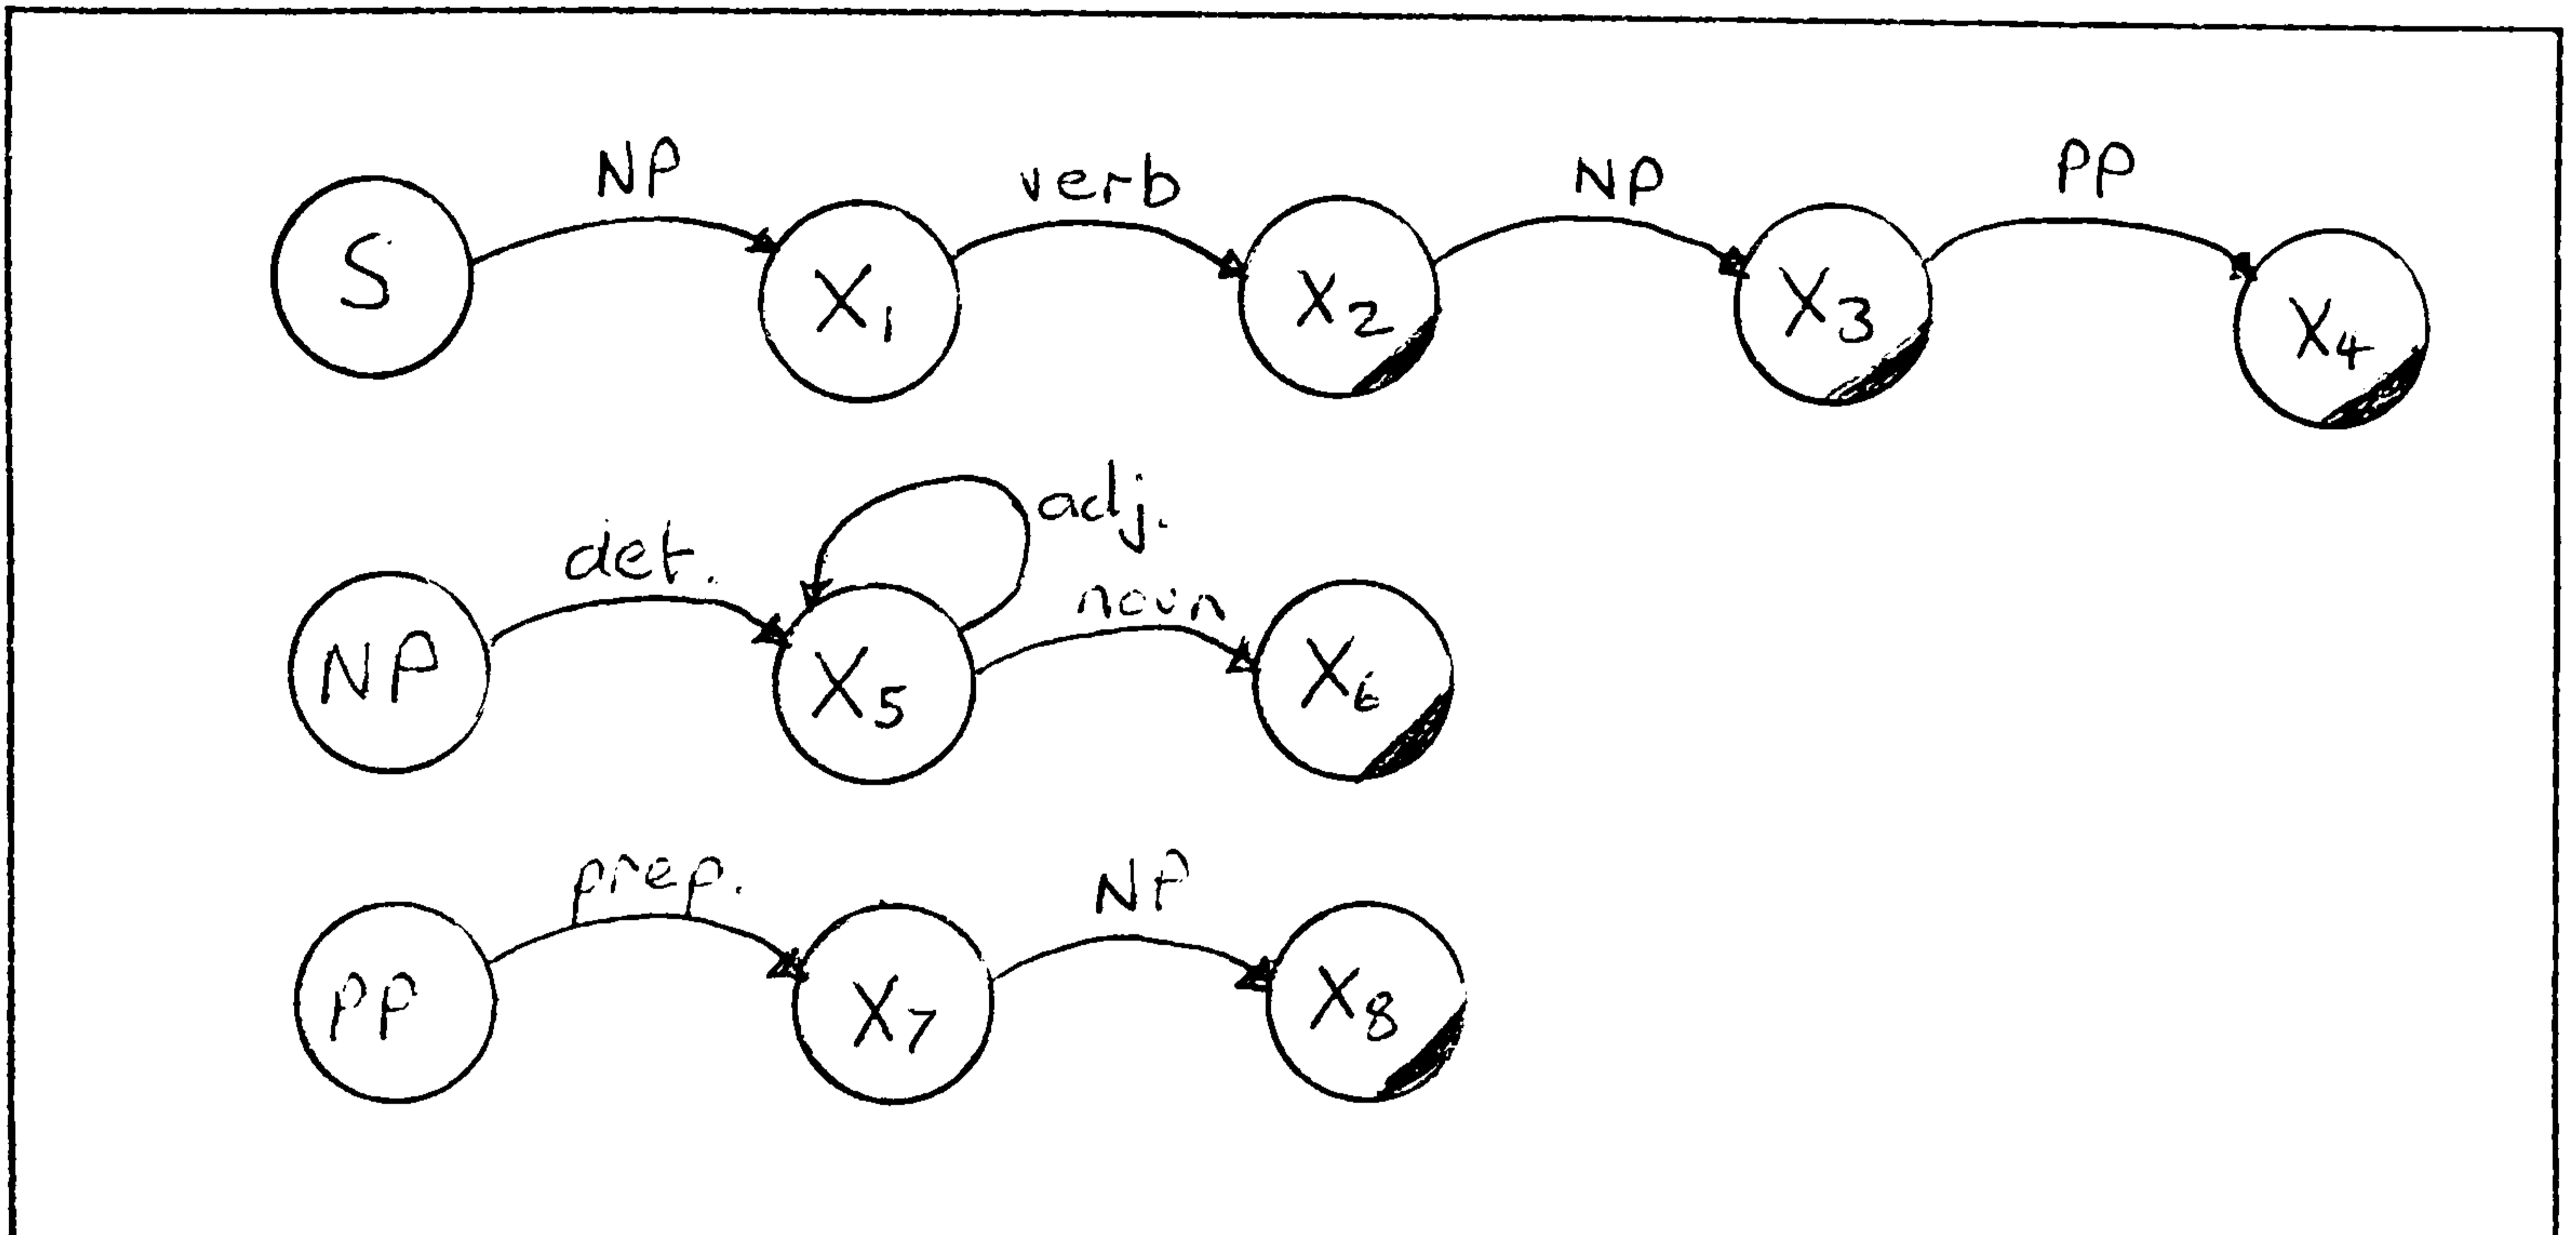 NP verb NP PP
S X1 X2 X3 X4
adj.
det. noun
NP X5 X6
prep. NP
PP X7 X8